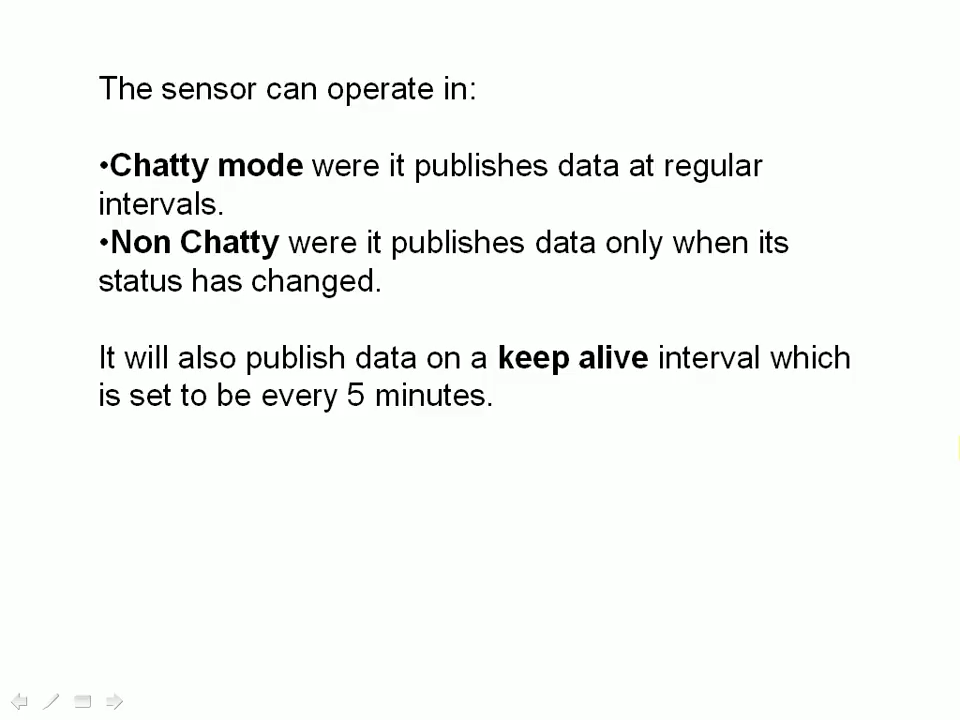 The sensor can operate in:
•Chatty mode were it publishes data at regular
intervals.
•Non Chatty were it publishes data only when its
status has changed.
It will also publish data on a keep alive interval which
is set to be every 5 minutes.